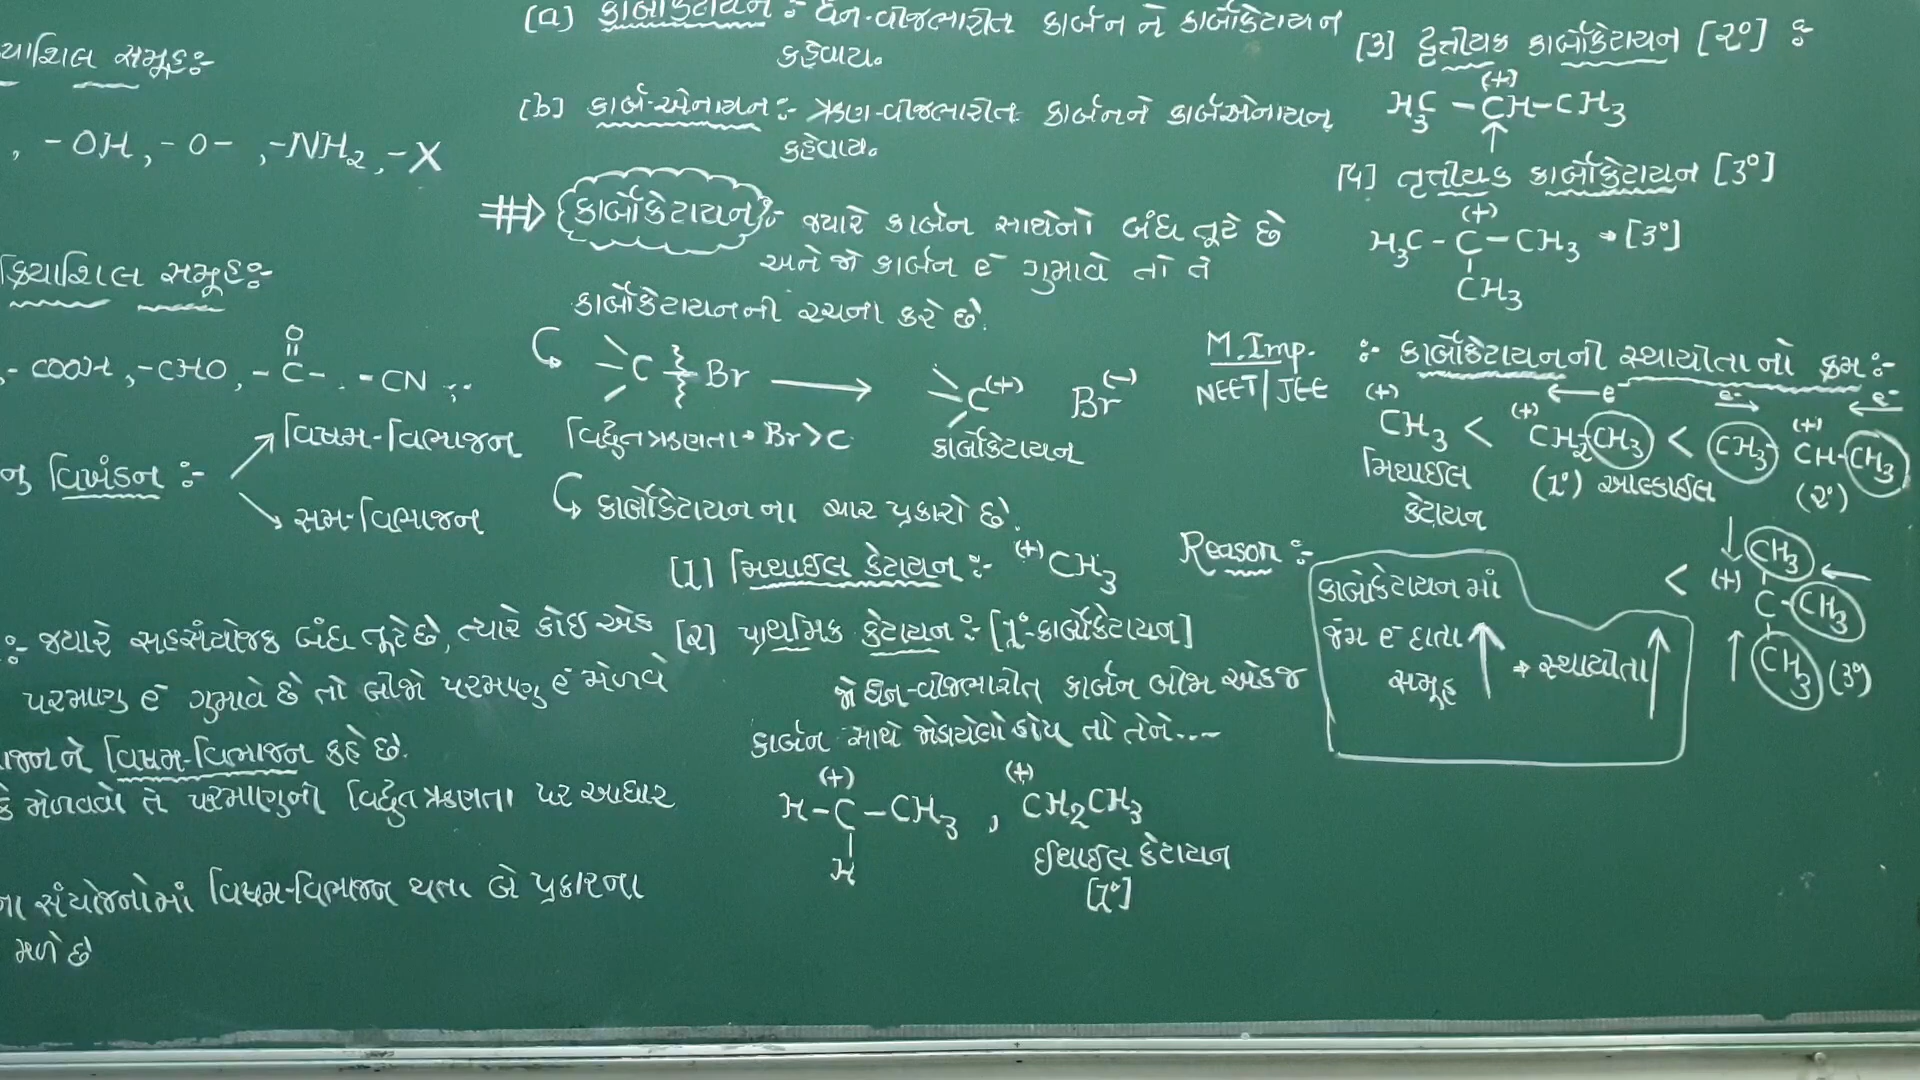 યાશિલ સમૂહઃ-
, -OH, -O-, -NH₂, -X
ક્રિયાશિલ સમૂહઃ-
O
- COOH, -CHO, -C-, -CN ;
નુ વિખંડન :-
વિષમ-વિભાજન
સમ-વિભાજન
:- જ્યારે સહસંયોજક બંધ તૂટે છે, ત્યારે કોઈ એક
પરમાણુ e⁻ ગુમાવે છે તો બીજો પરમાણુ e⁻ મેળવે
જનને વિષમ-વિભાજન કહે છે.
કે મેળવવો તે પરમાણુની વિદ્યુતઋણતા પર આધાર
ના સંયોજનોમાં વિષમ-વિભાજન થતા બે પ્રકારના
મળે છે
(a) કાર્બોકેટાયન :- ધન-વીજભારીત કાર્બન ને કાર્બોકેટાયન
કહેવાય.
(b) કાર્બ-એનાયન :- ઋણ-વીજભારીત કાર્બનને કાર્બએનાયન
કહેવાય.
કાર્બોકેટાયન :- જ્યારે કાર્બન સાથેનો બંધ તૂટે છે
અને જો કાર્બન e⁻ ગુમાવે તો તે
કાર્બોકેટાયનની રચના કરે છે.
C Br → C(+) Br(-)
વિદ્યુતઋણતા → Br > C
કાર્બોકેટાયન
કાર્બોકેટાયન ના ચાર પ્રકારો છે.
[1] મિથાઈલ કેટાયન :- (+)CH₃
[2] પ્રાથમિક કેટાયન :- [1°-કાર્બોકેટાયન]
જો ધન-વીજભારીત કાર્બન બીજા એકજ
કાર્બન સાથે જોડાયેલો હોય તો તેને....
(+) (+)
H-C-CH₃ , CH₂CH₃
H
ઈથાઈલ કેટાયન
[1°]
[3] દ્વૃત્તીયક કાર્બોકેટાયન [2°] :
(+)
H₃C-CH-CH₃
[4] તૃત્તીયક કાર્બોકેટાયન [3°]
(+)
H₃C-C-CH₃ → [3°]
CH₃
M.Imp. :- કાર્બોકેટાયનની સ્થાયીતાનો ક્રમ :-
NEET/JEE
e⁻ e⁻ e⁻
(+) (+) (+)
CH₃ < CH₂-CH₃ < CH₃-CH-CH₃
મિથાઈલ
કેટાયન
(1°) આલ્કાઈલ
(2°)
CH₃
< (+)
C-CH₃
CH₃ (3°)
Reason :-
કાર્બોકેટાયનમાં
જેમ e⁻ દાતા ↑
સમૂહ
⇒ સ્થાયીતા ↑